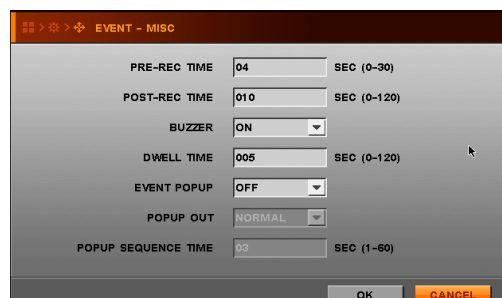 EVENT - MISC
PRE-REC TIME 04 SEC (0-30)
POST-REC TIME 010 SEC (0-120)
BUZZER ON
DWELL TIME 005 SEC (0-120)
EVENT POPUP OFF
POPUP OUT NORMAL
POPUP SEQUENCE TIME 03 SEC (1-60)
OK CANCEL